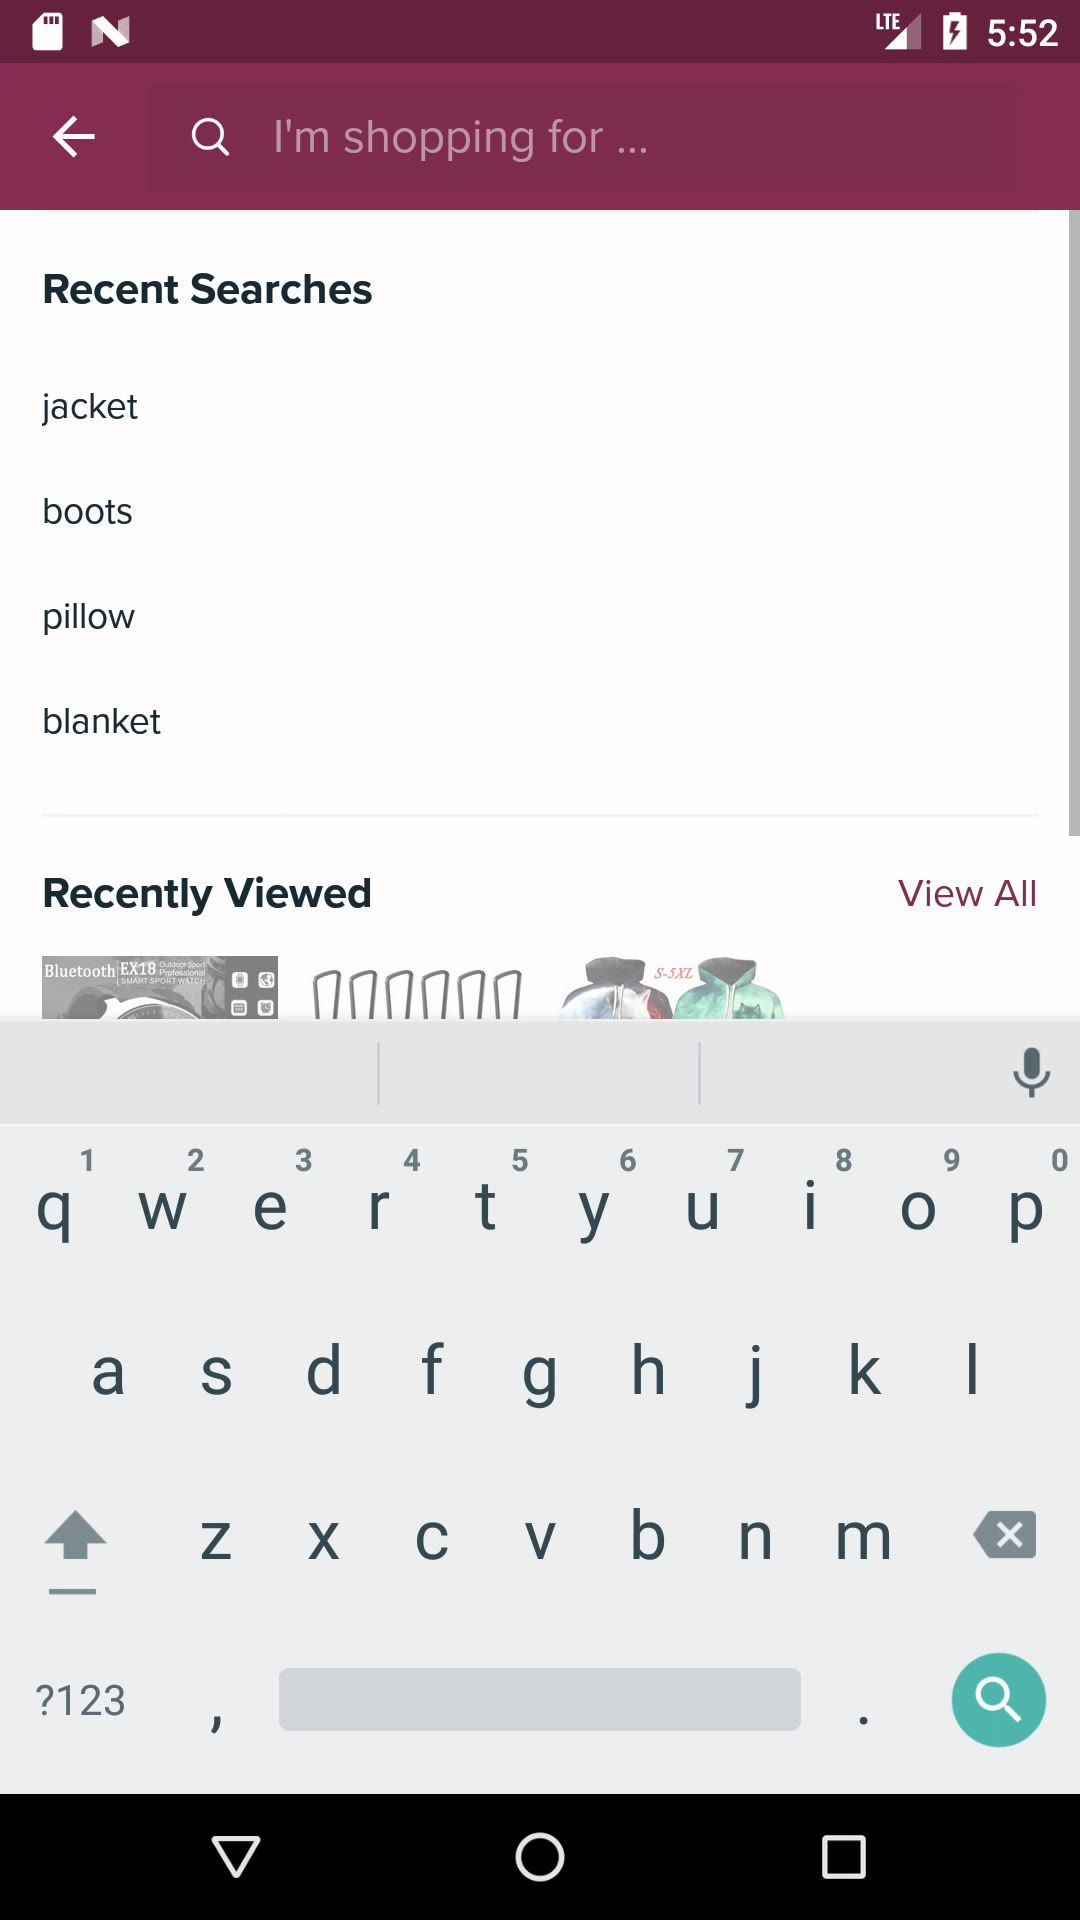 LTE 5:52
I'm shopping for ...
Recent Searches
jacket
boots
pillow
blanket
Recently Viewed View All
Bluetooth EX18 Outdoor Sport
Professional
SMART SPORT WATCH
S-5XL
1 2 3 4 5 6 7 8 9 0
q w e r t y u i o p
a s d f g h j k l
z x c v b n m
?123 , .